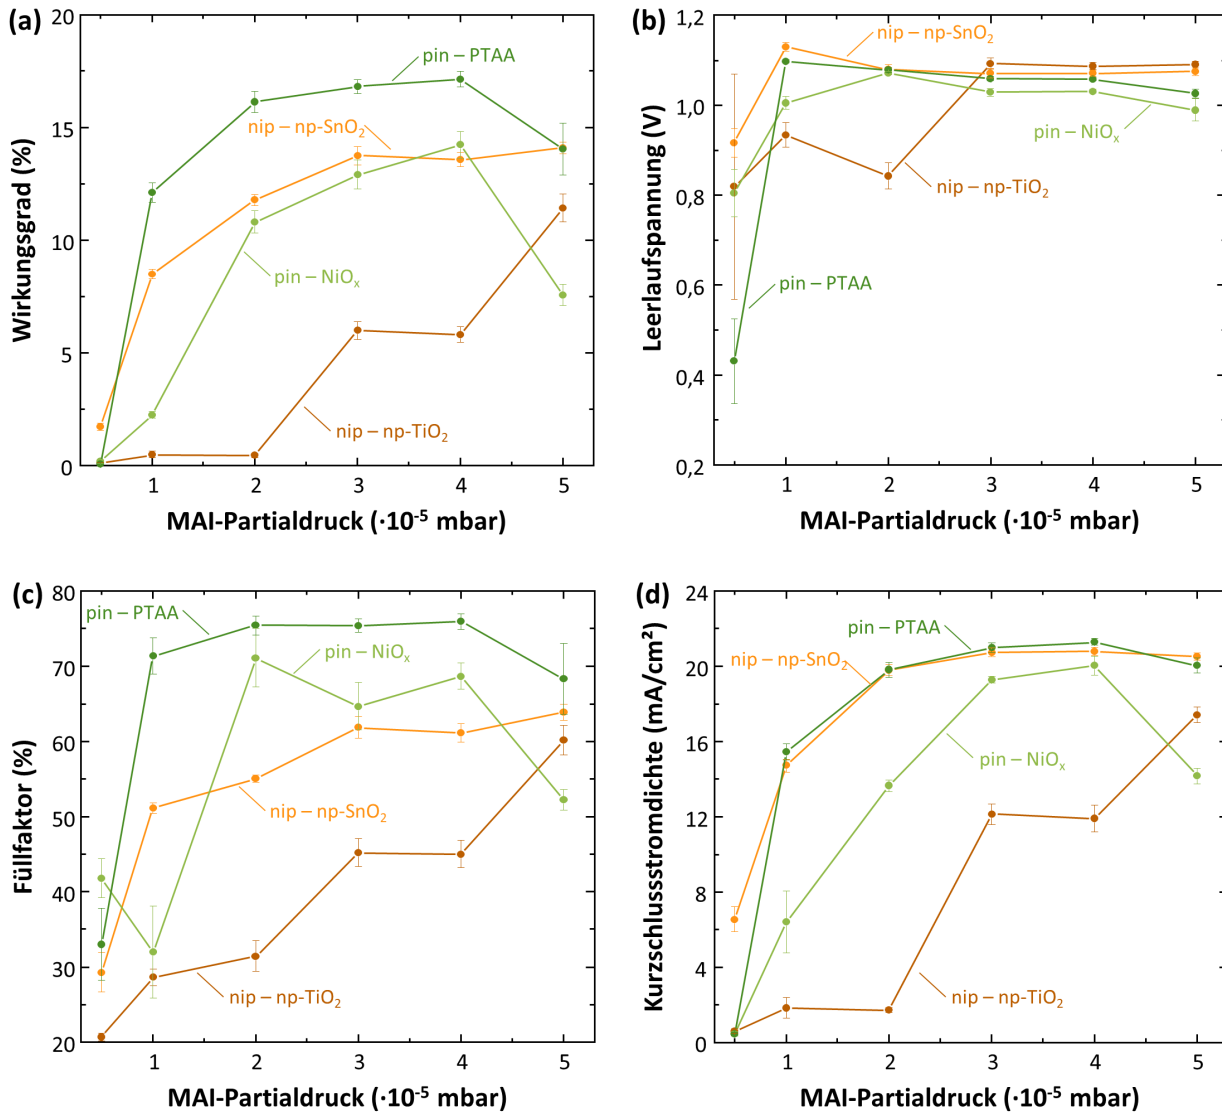 (a)
20
15
10
5
0
Wirkungsgrad (%)
pin – PTAA
nip – np-SnO₂
pin – NiOₓ
nip – np-TiO₂
1 2 3 4 5
MAI-Partialdruck (·10⁻⁵ mbar)
(b)
1,2
1,0
0,8
0,6
0,4
0,2
Leerlaufspannung (V)
nip – np-SnO₂
pin – NiOₓ
nip – np-TiO₂
pin – PTAA
1 2 3 4 5
MAI-Partialdruck (·10⁻⁵ mbar)
(c)
80
70
60
50
40
30
20
Füllfaktor (%)
pin – PTAA
pin – NiOₓ
nip – np-SnO₂
nip – np-TiO₂
1 2 3 4 5
MAI-Partialdruck (·10⁻⁵ mbar)
(d)
24
20
16
12
8
4
0
Kurzschlussstromdichte (mA/cm²)
pin – PTAA
nip – np-SnO₂
pin – NiOₓ
nip – np-TiO₂
1 2 3 4 5
MAI-Partialdruck (·10⁻⁵ mbar)